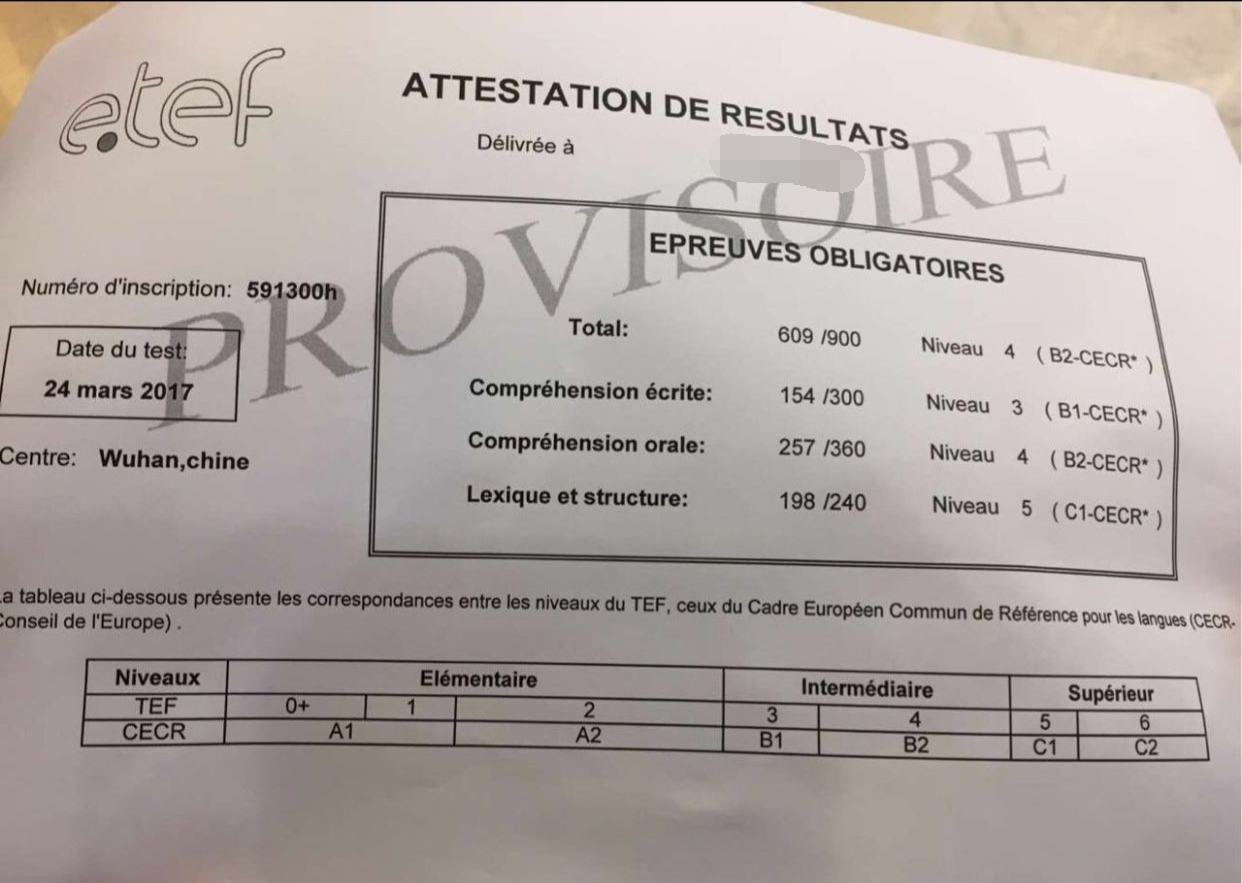 e.tef
ATTESTATION DE RESULTATS
Délivrée à
PROVISOIRE
EPREUVES OBLIGATOIRES
Numéro d'inscription: 591300h
Total: 609 /900 Niveau 4 ( B2-CECR* )
Date du test:
24 mars 2017
Compréhension écrite: 154 /300 Niveau 3 ( B1-CECR* )
Compréhension orale: 257 /360 Niveau 4 ( B2-CECR* )
Centre: Wuhan,chine
Lexique et structure: 198 /240 Niveau 5 ( C1-CECR* )
La tableau ci-dessous présente les correspondances entre les niveaux du TEF, ceux du Cadre Européen Commun de Référence pour les langues (CECR-
Conseil de l'Europe) .
Niveaux Elémentaire Intermédiaire Supérieur
TEF 0+ 1 2 3 4 5 6
CECR A1 A2 B1 B2 C1 C2